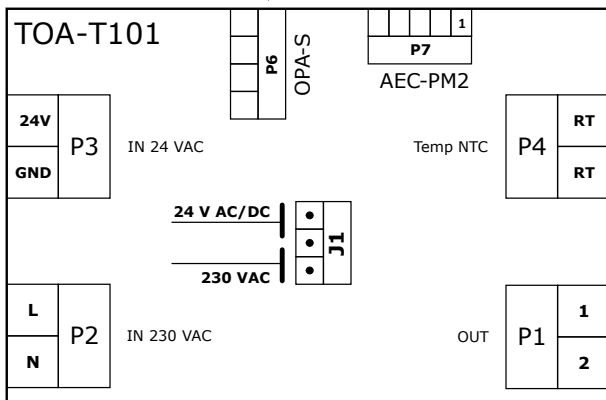 TOA-T101
P6
OPA-S
1
P7
AEC-PM2
24V
GND
P3
IN 24 VAC
Temp NTC
P4
RT
RT
24 V AC/DC
230 VAC
J1
L
N
P2
IN 230 VAC
OUT
P1
1
2